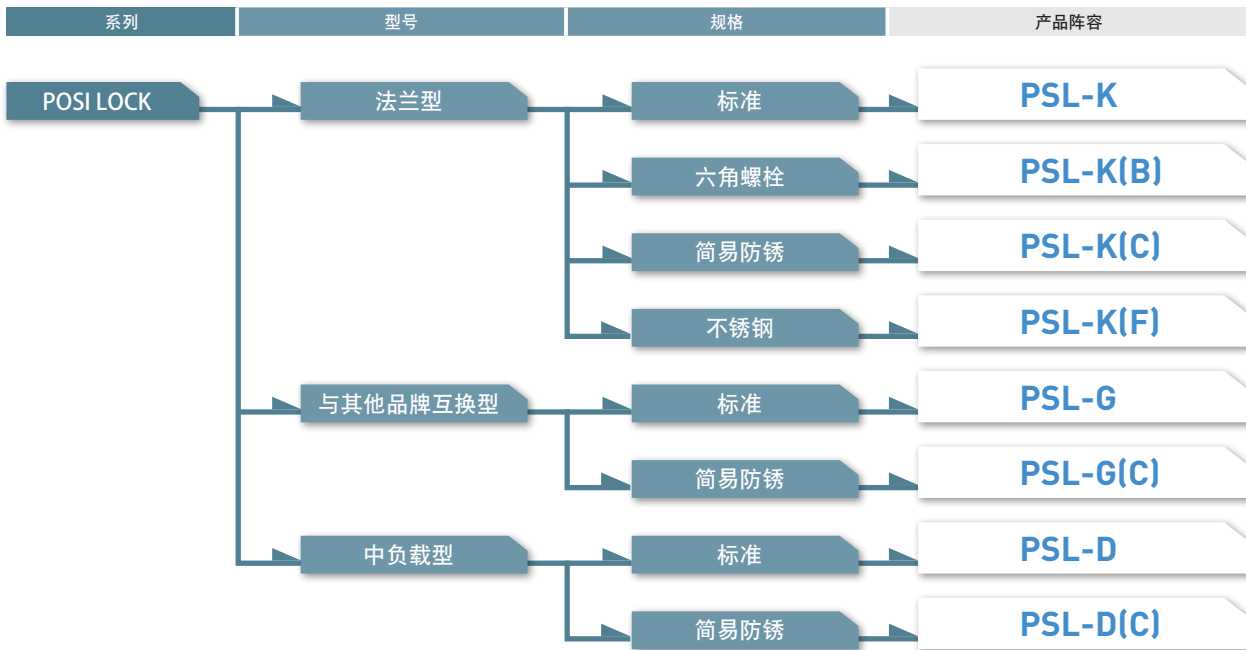 系列 型号 规格 产品阵容
POSI LOCK 法兰型 标准 PSL-K
六角螺栓 PSL-K(B)
简易防锈 PSL-K(C)
不锈钢 PSL-K(F)
与其他品牌互换型 标准 PSL-G
简易防锈 PSL-G(C)
中负载型 标准 PSL-D
简易防锈 PSL-D(C)